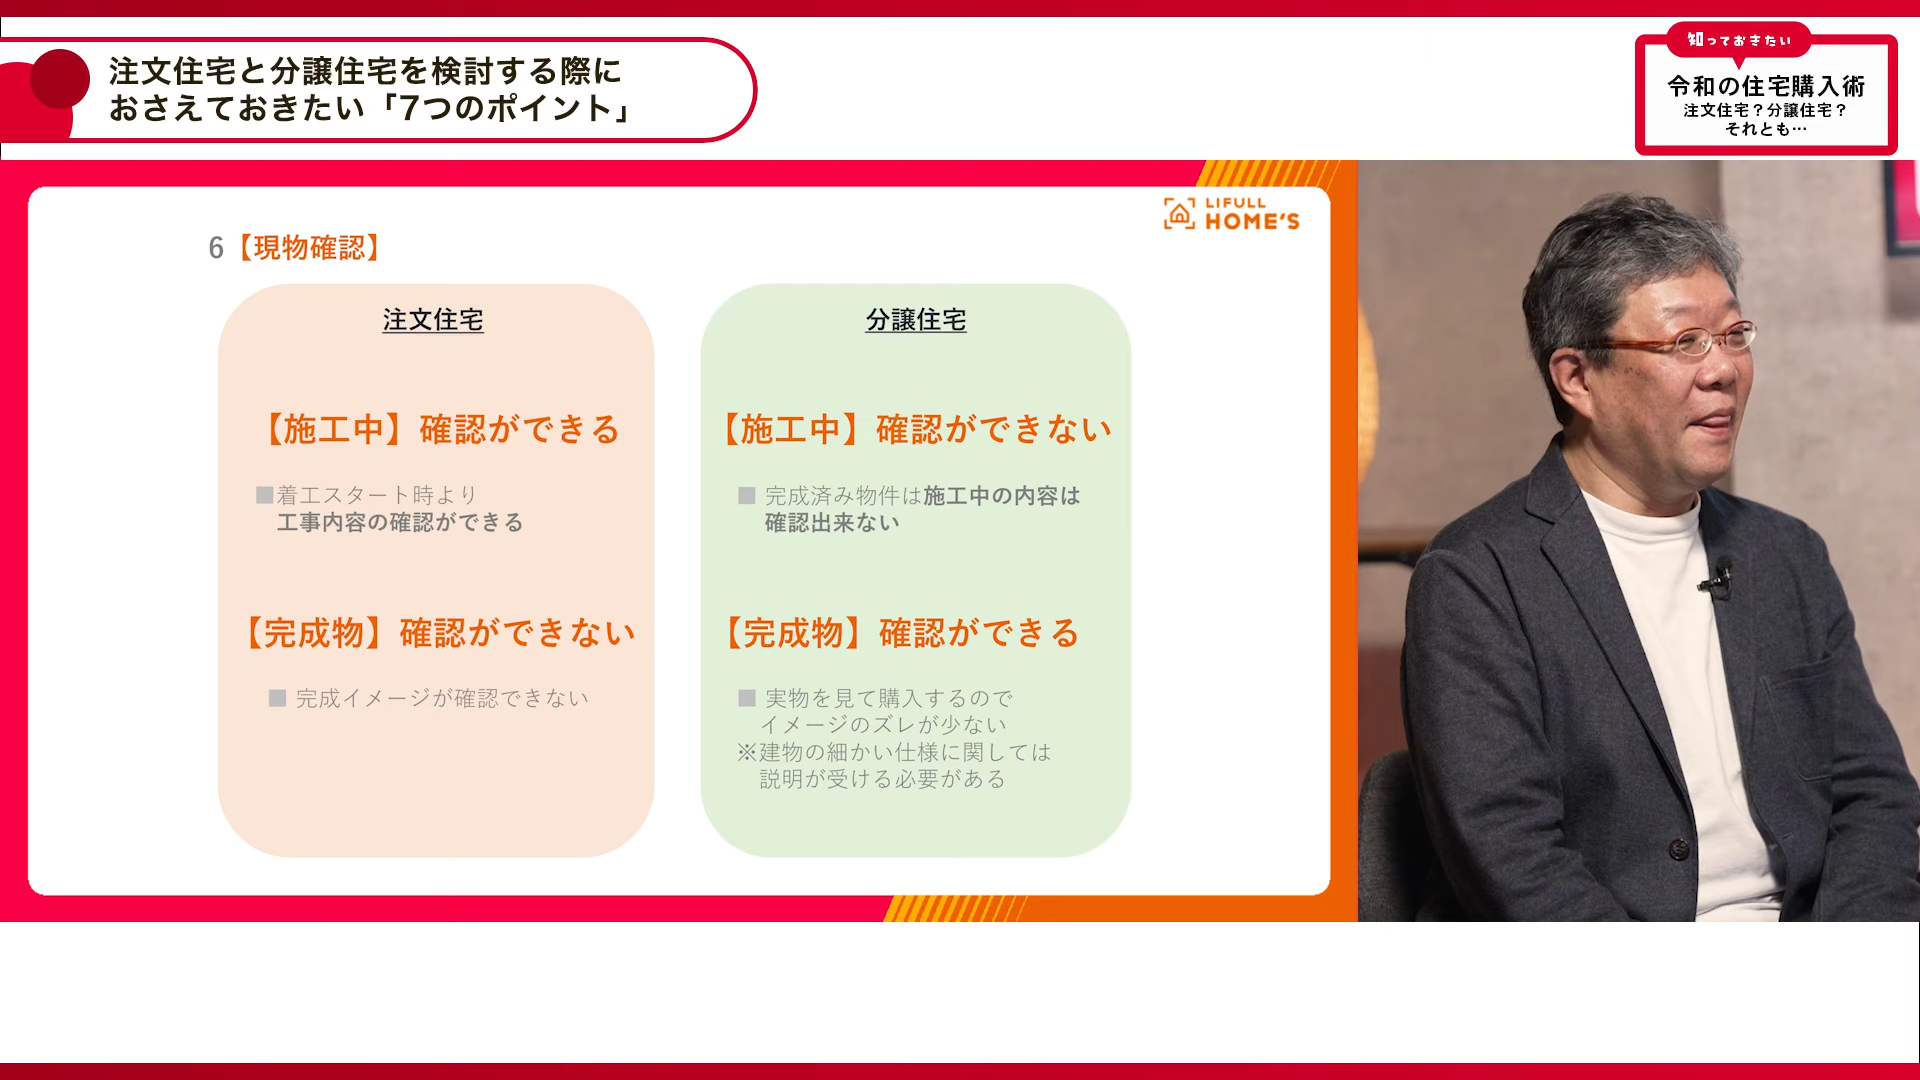 注文住宅と分譲住宅を検討する際に
おさえておきたい「7つのポイント」
知っておきたい
令和の住宅購入術
注文住宅？分譲住宅？
それとも…
LIFULL
HOME'S
6【現物確認】
注文住宅
【施工中】確認ができる
■着工スタート時より
工事内容の確認ができる
【完成物】確認ができない
■ 完成イメージが確認できない
分譲住宅
【施工中】確認ができない
■ 完成済み物件は施工中の内容は
確認出来ない
【完成物】確認ができる
■ 実物を見て購入するので
イメージのズレが少ない
※建物の細かい仕様に関しては
説明が受ける必要がある